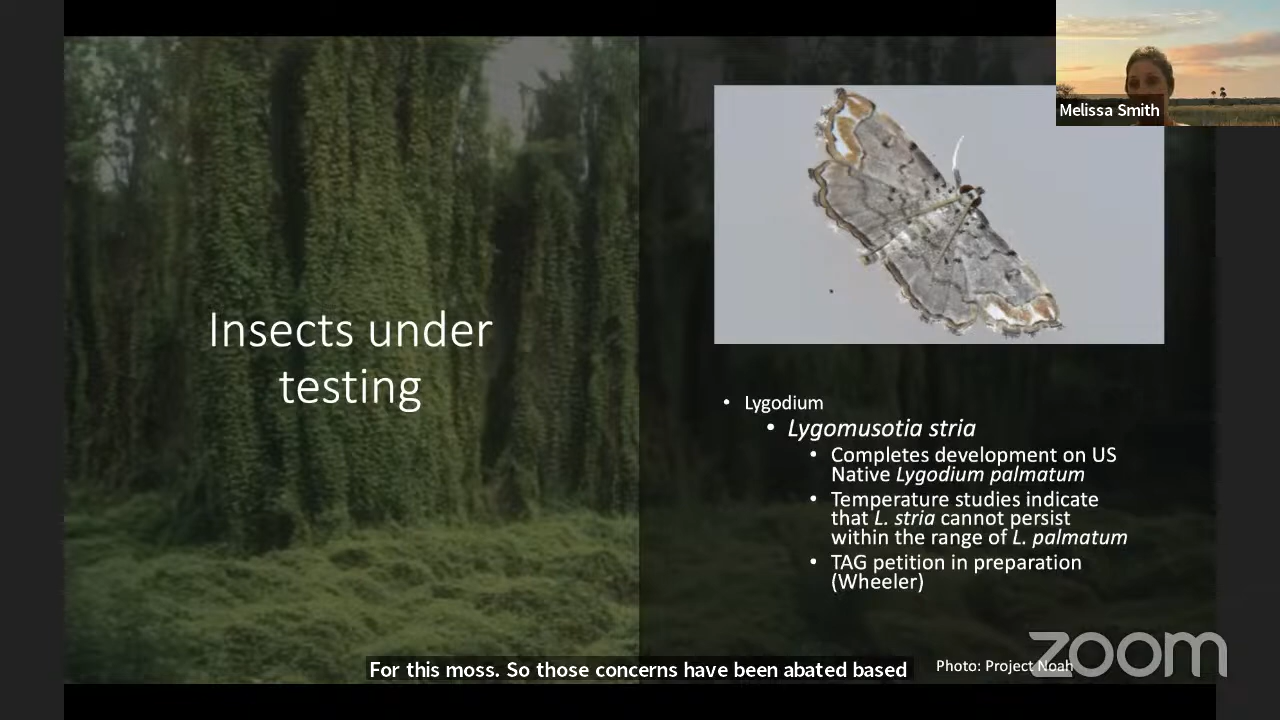 Melissa Smith
Insects under
testing
• Lygodium
• Lygomusotia stria
• Completes development on US
Native Lygodium palmatum
• Temperature studies indicate
that L. stria cannot persist
within the range of L. palmatum
• TAG petition in preparation
(Wheeler)
For this moss. So those concerns have been abated based
Photo: Project Noah
zoom